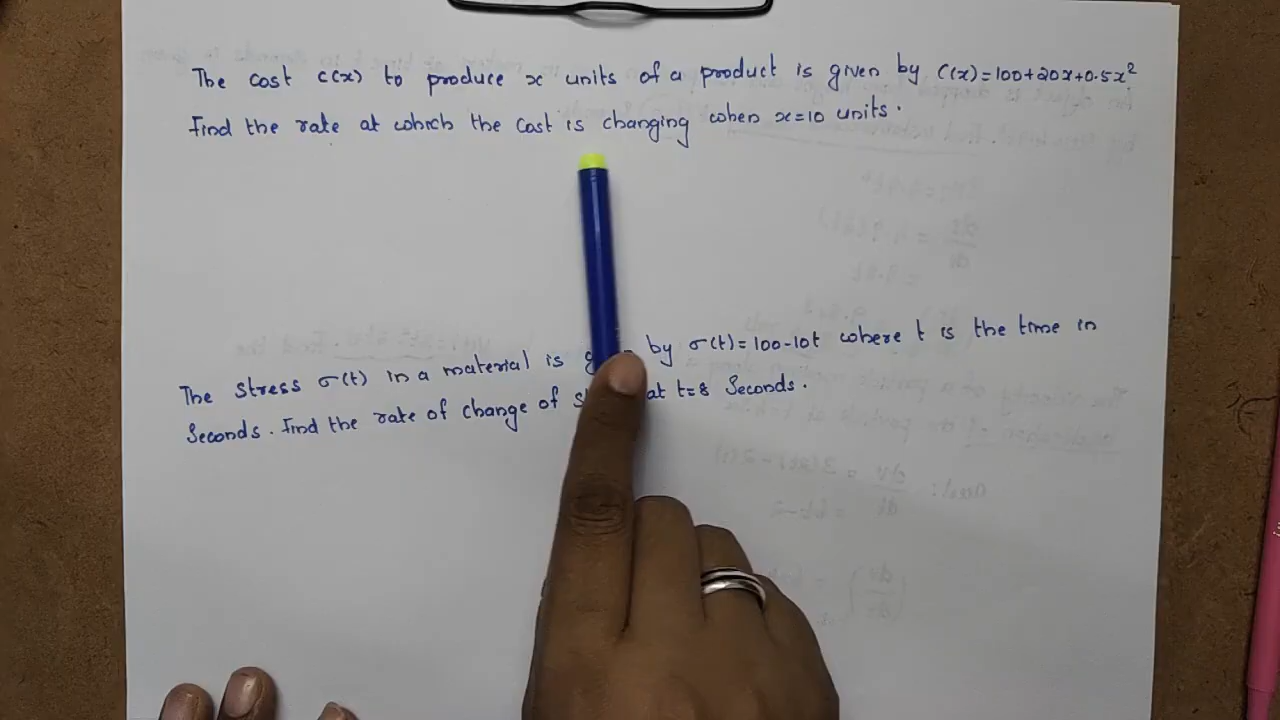 The cost C(x) to produce x units of a product is given by C(x)=100+20x+0.5x²
Find the rate at which the cost is changing when x=10 units.
The stress σ(t) in a material is by σ(t)=100-10t where t is the time in
Seconds. Find the rate of change of at t=8 Seconds.